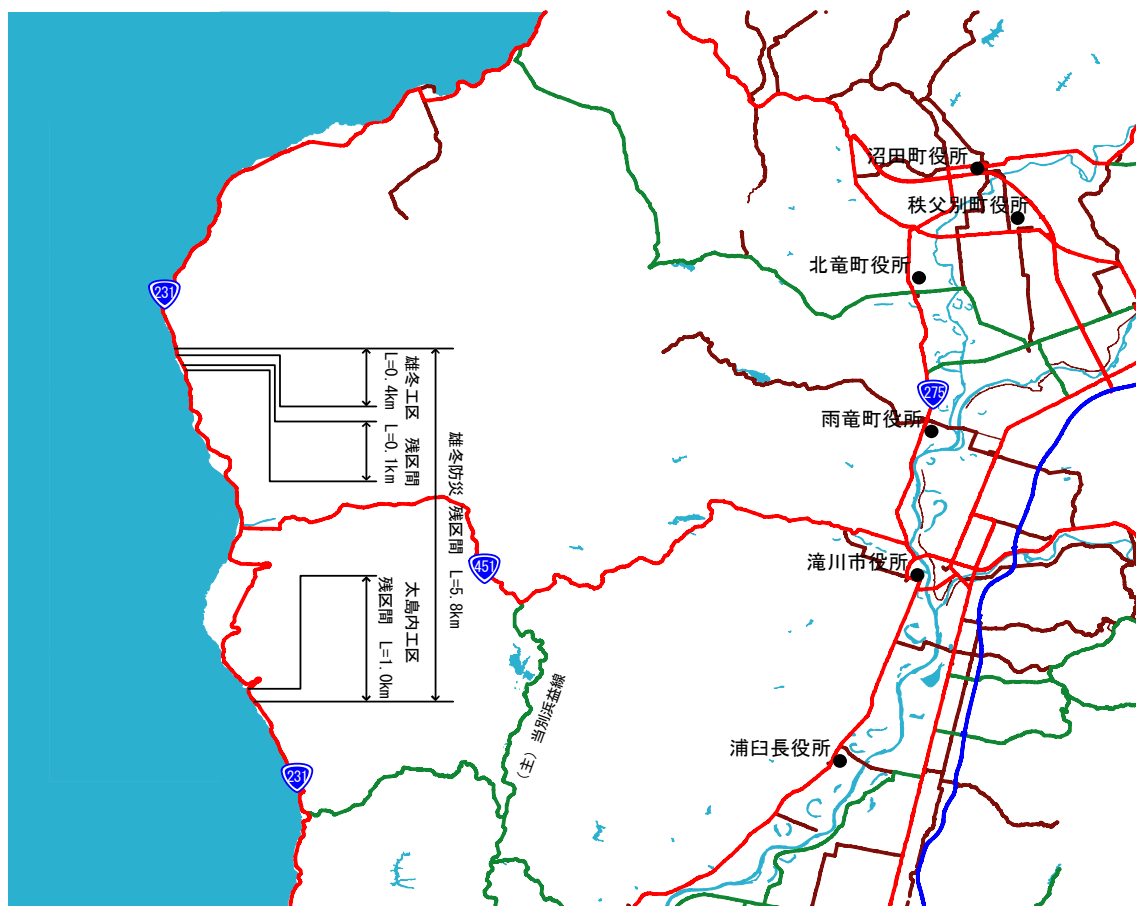 沼田町役所
秩父別町役所
北竜町役所
231
雄冬工区 残区間
L=0.4km L=0.1km
275
雨竜町役所
雄冬防災 残区間 L=5.8km
451
滝川市役所
太島内工区
残区間 L=1.0km
(主) 当別浜益線
浦臼長役所
231